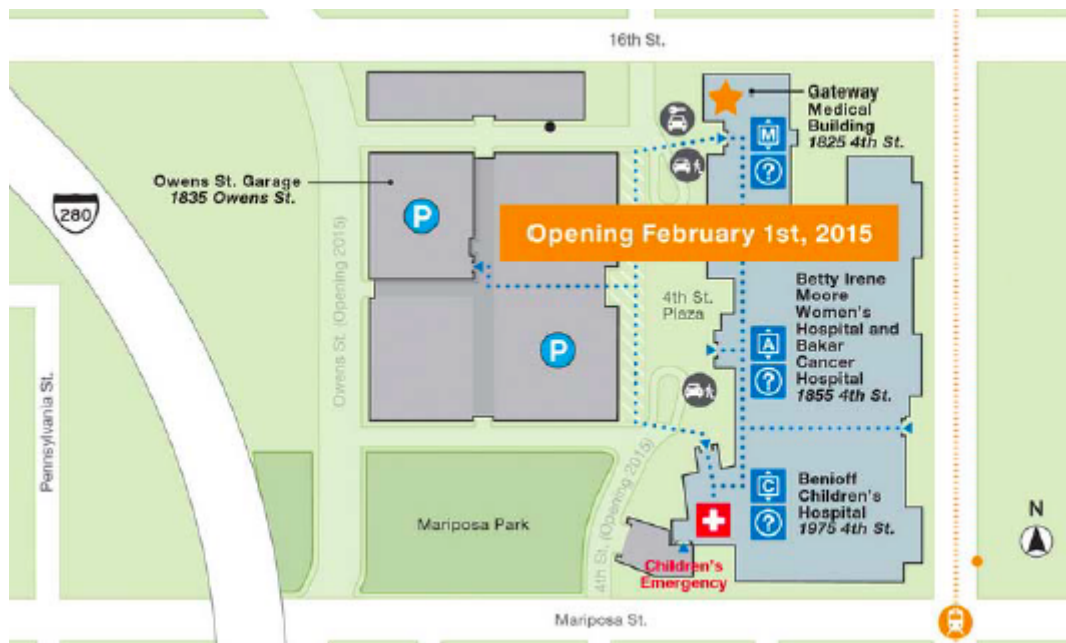 16th St.
Gateway
Medical
Building
1825 4th St.
M
?
Owens St. Garage
1835 Owens St.
280
P
Opening February 1st, 2015
Owens St. (Opening 2015)
4th St.
Plaza
Betty Irene
Moore
Women's
Hospital and
Bakar
Cancer
Hospital
1855 4th St.
A
?
P
Pennsylvania St.
Mariposa Park
4th St. (Opening 2015)
C
?
Benioff
Children's
Hospital
1975 4th St.
Children's
Emergency
N
Mariposa St.